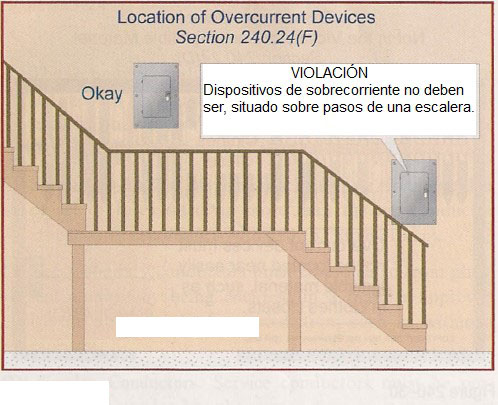 Location of Overcurrent Devices
Section 240.24(F)
Okay
VIOLACIÓN
Dispositivos de sobrecorriente no deben
ser, situado sobre pasos de una escalera.